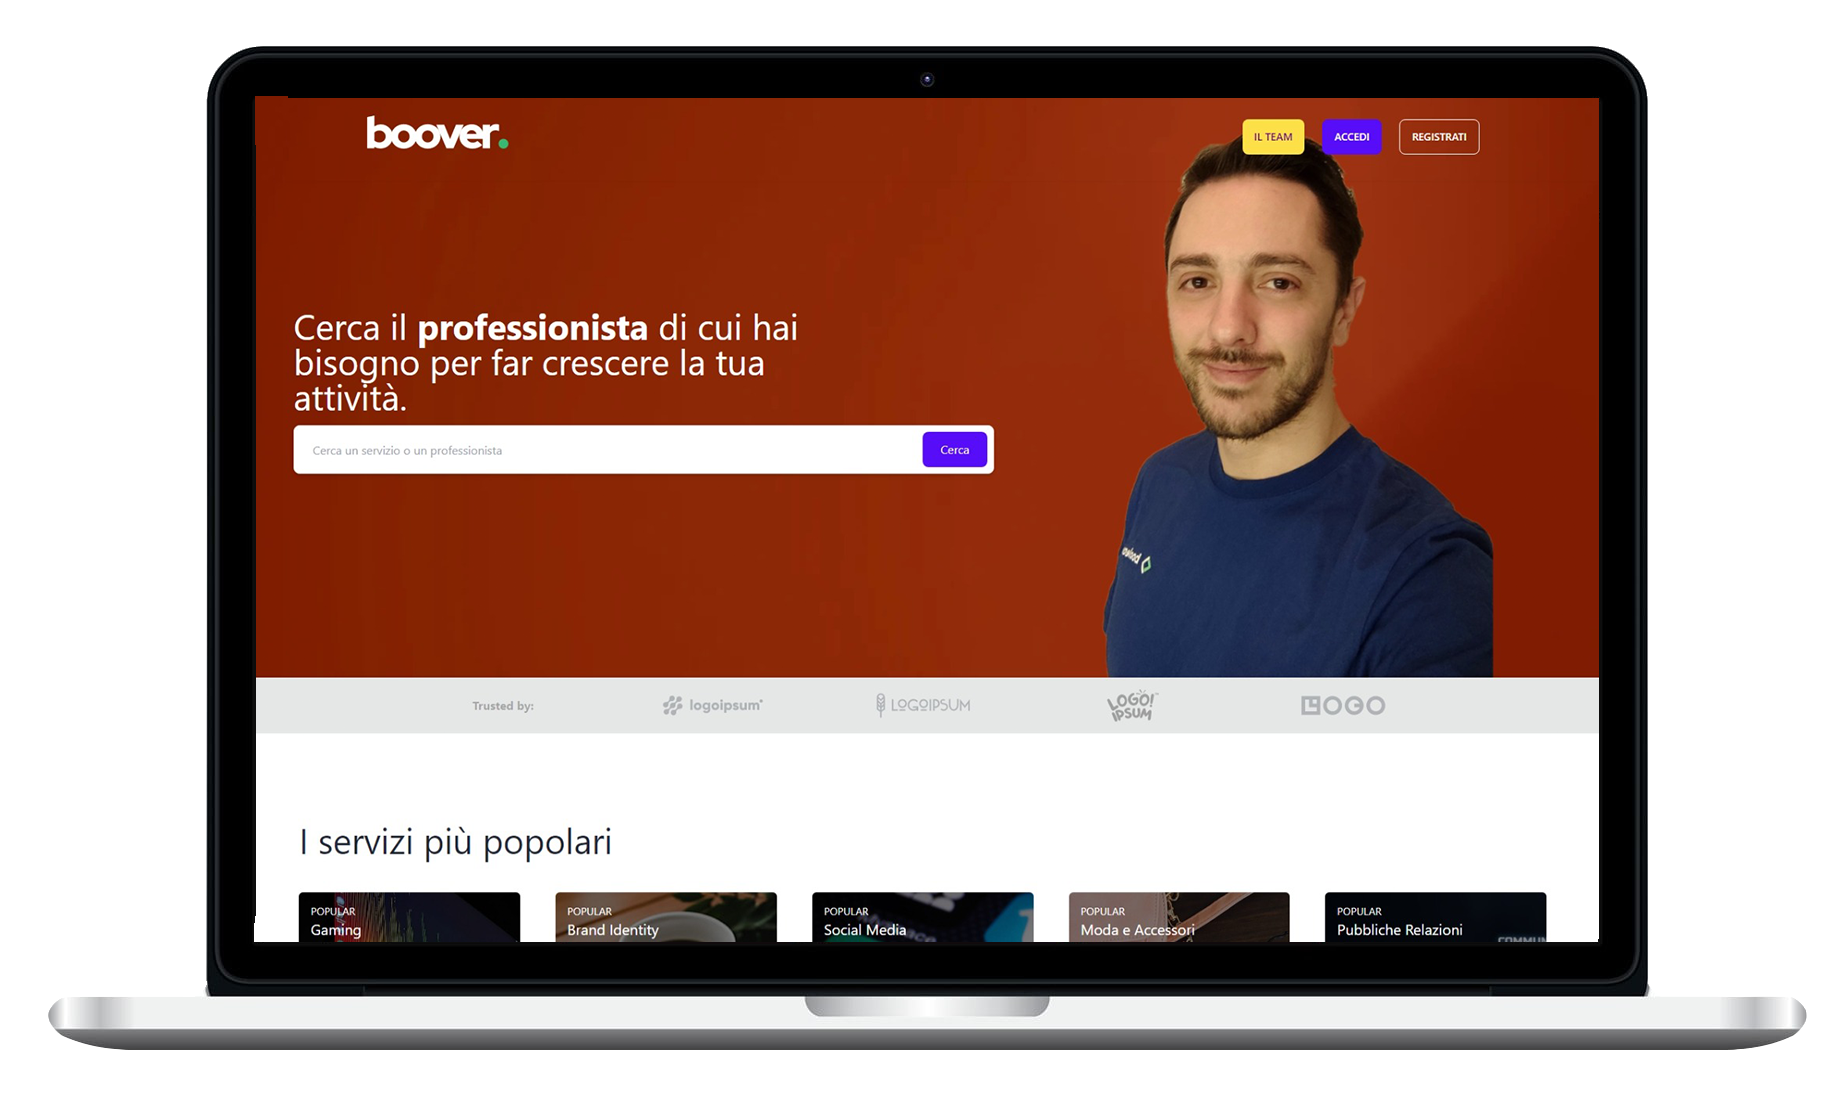 boover.
IL TEAM
ACCEDI
REGISTRATI
Cerca il professionista di cui hai
bisogno per far crescere la tua
attività.
Cerca un servizio o un professionista
Cerca
Trusted by:
logoipsum
LOGOIPSUM
LOGO!
IPSUM
LOGO
I servizi più popolari
POPULAR
Gaming
POPULAR
Brand Identity
POPULAR
Social Media
POPULAR
Moda e Accessori
POPULAR
Pubbliche Relazioni